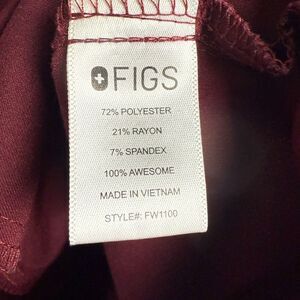 FIGS
72% POLYESTER
21% RAYON
7% SPANDEX
100% AWESOME
MADE IN VIETNAM
STYLE#: FW1100